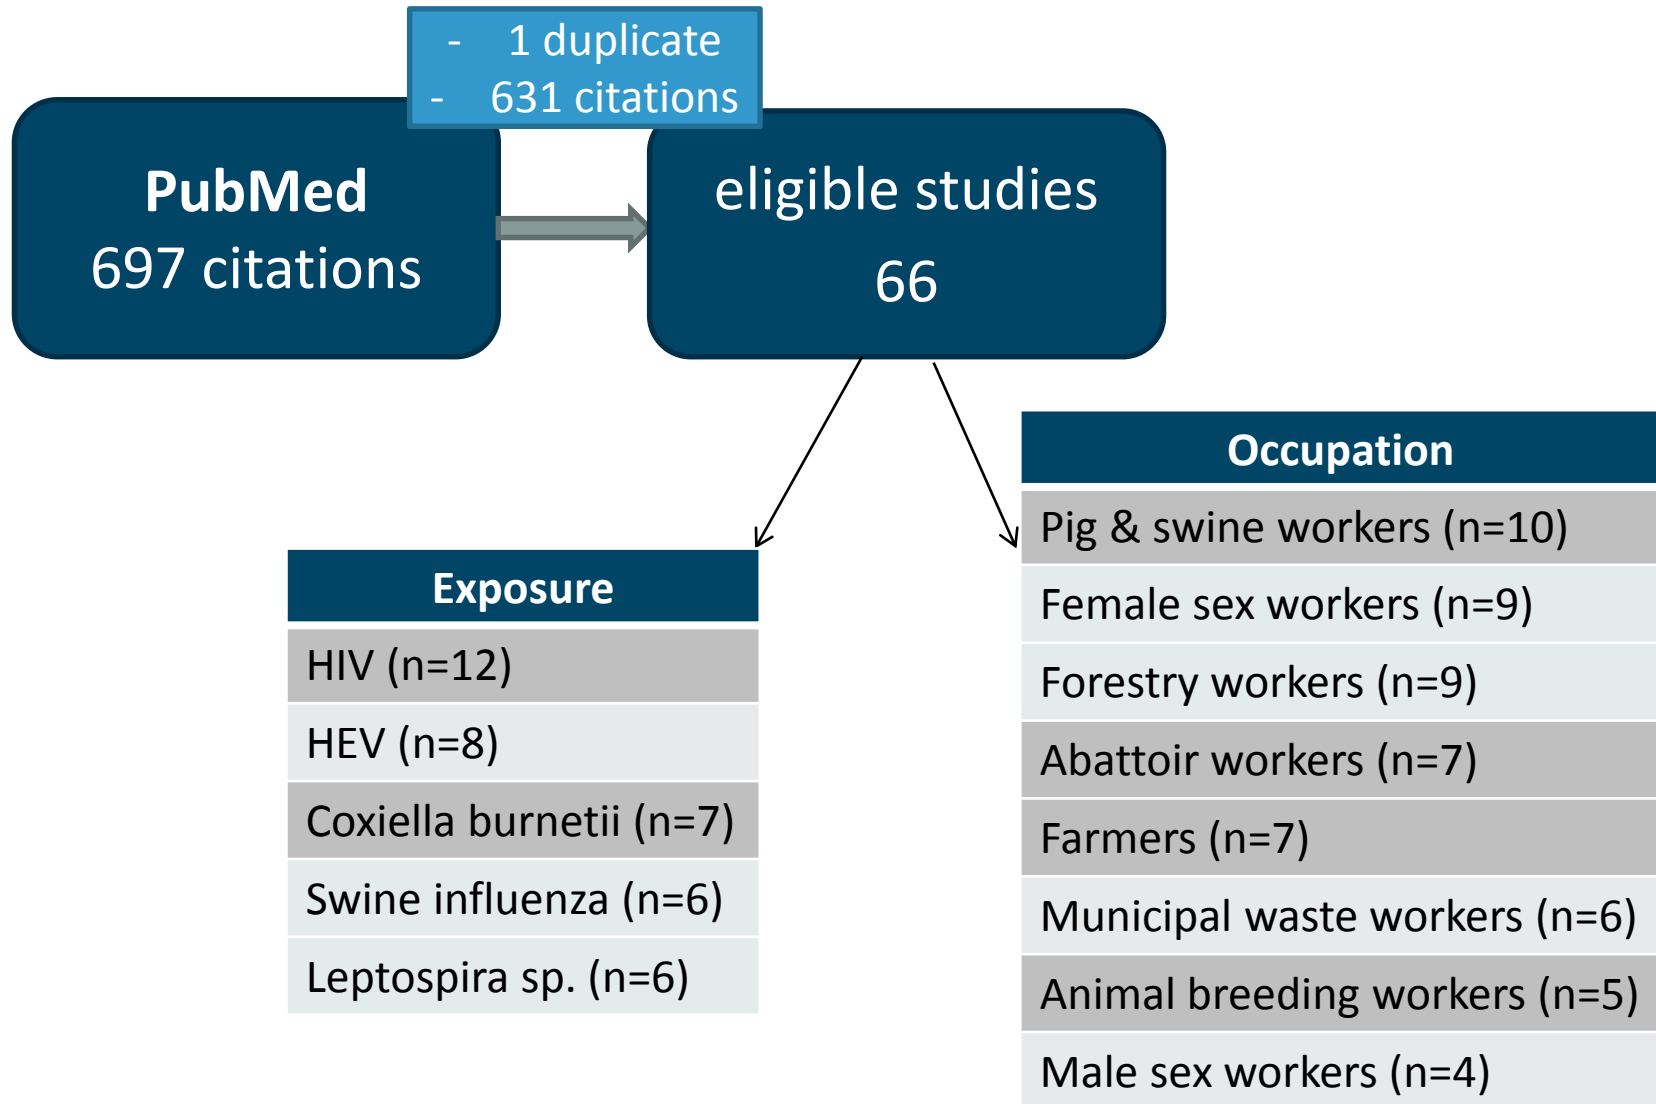 - 1 duplicate
- 631 citations
PubMed
697 citations
eligible studies
66
Exposure
HIV (n=12)
HEV (n=8)
Coxiella burnetii (n=7)
Swine influenza (n=6)
Leptospira sp. (n=6)
Occupation
Pig & swine workers (n=10)
Female sex workers (n=9)
Forestry workers (n=9)
Abattoir workers (n=7)
Farmers (n=7)
Municipal waste workers (n=6)
Animal breeding workers (n=5)
Male sex workers (n=4)